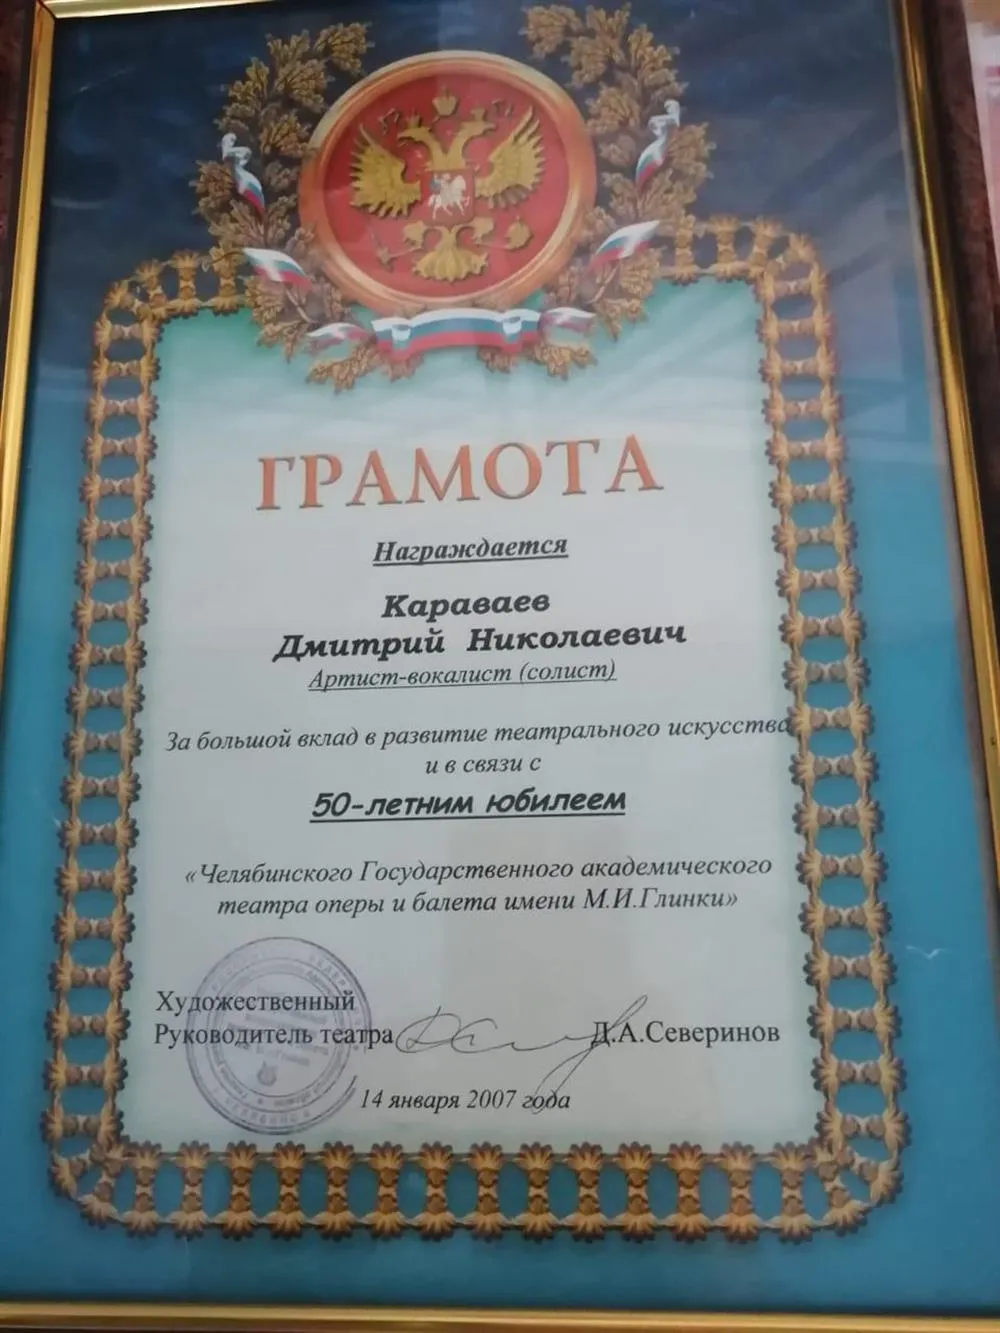 ГРАМОТА
Награждается
Караваев
Дмитрий Николаевич
Артист-вокалист (солист)
За большой вклад в развитие театрального искусства
и в связи с
50-летним юбилеем
«Челябинского Государственного академического
театра оперы и балета имени М.И.Глинки»
Художественный
Руководитель театра Д.А.Северинов
14 января 2007 года